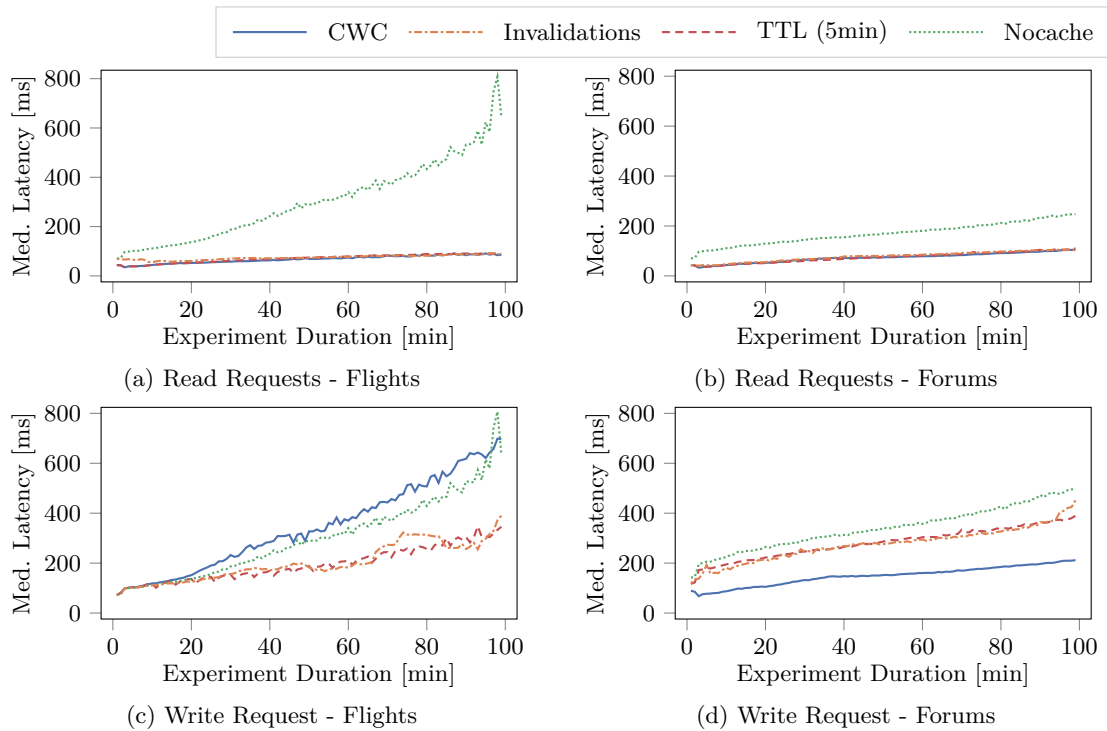 CWC Invalidations TTL (5min) Nocache
800
600
400
200
0
Med. Latency [ms]
0 20 40 60 80 100
Experiment Duration [min]
(a) Read Requests - Flights
800
600
400
200
0
Med. Latency [ms]
0 20 40 60 80 100
Experiment Duration [min]
(b) Read Requests - Forums
800
600
400
200
0
Med. Latency [ms]
0 20 40 60 80 100
Experiment Duration [min]
(c) Write Request - Flights
800
600
400
200
0
Med. Latency [ms]
0 20 40 60 80 100
Experiment Duration [min]
(d) Write Request - Forums